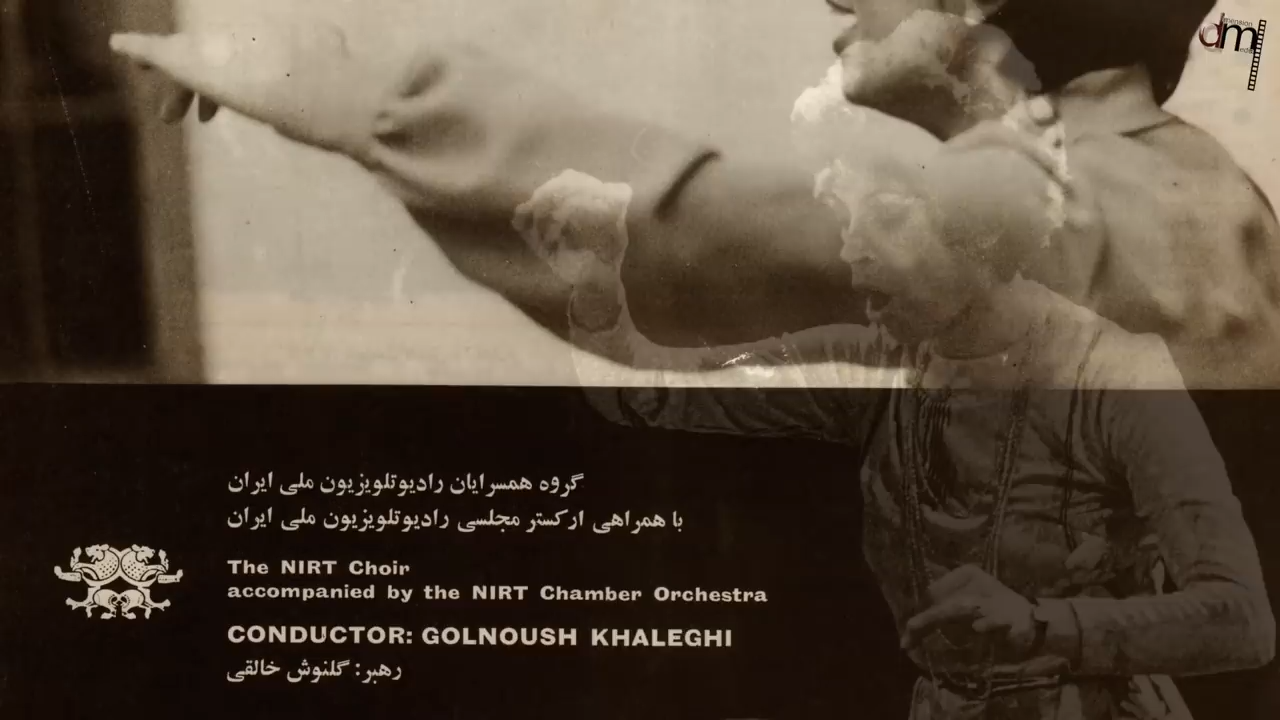 dm
گروه همسرایان رادیوتلویزیون ملی ایران
با همراهی ارکستر مجلسی رادیوتلویزیون ملی ایران
The NIRT Choir
accompanied by the NIRT Chamber Orchestra
CONDUCTOR: GOLNOUSH KHALEGHI
رهبر: گلنوش خالقی